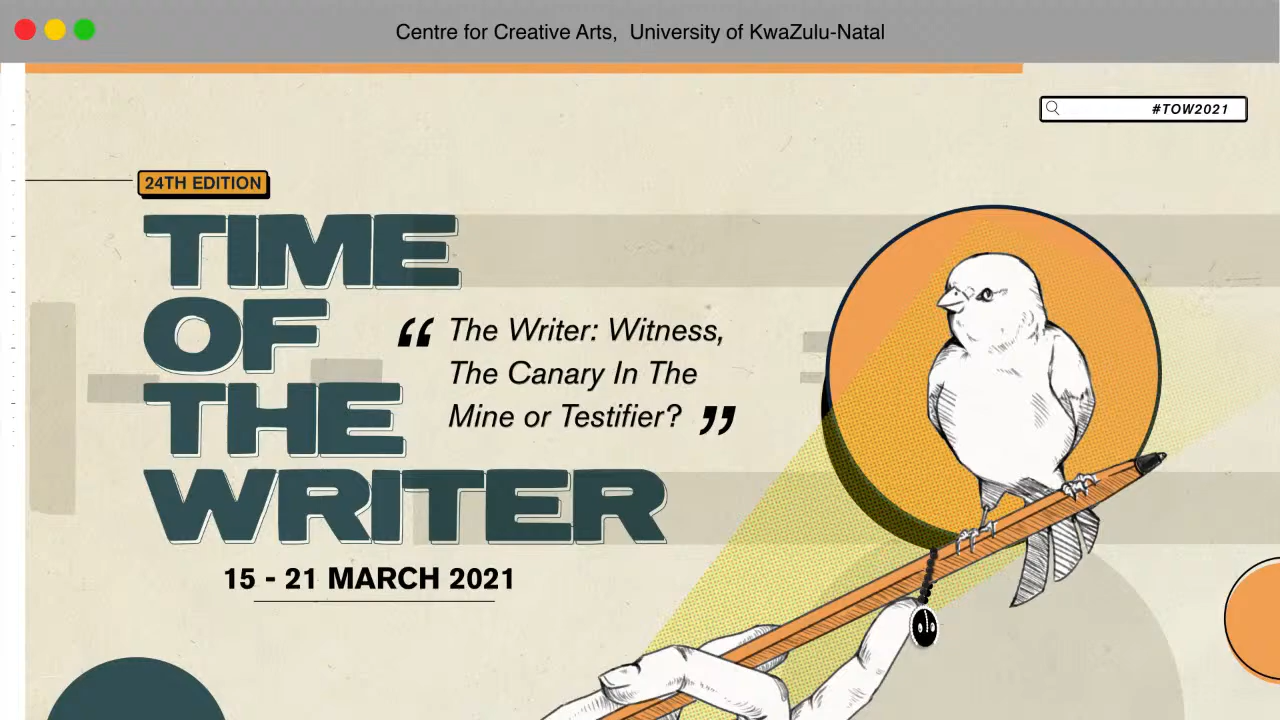 Centre for Creative Arts,  University of KwaZulu-Natal
#TOW2021
24TH EDITION
TIME
OF
THE
WRITER
“ The Writer: Witness,
The Canary In The
Mine or Testifier? ”
15 - 21 MARCH 2021